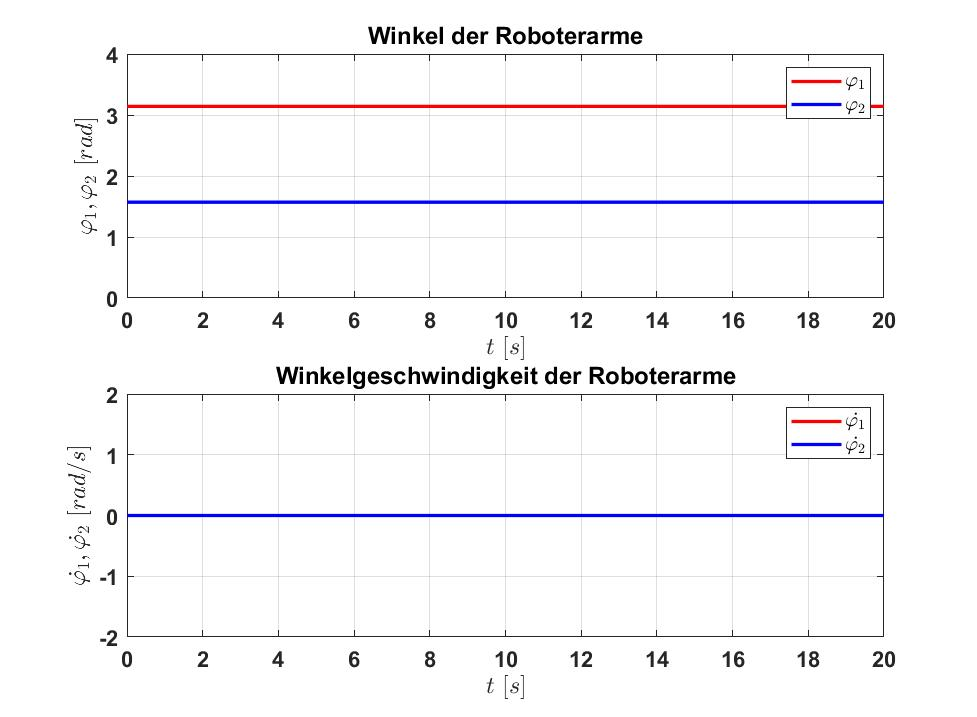 Winkel der Roboterarme
4
3
2
1
0
φ₁, φ₂ [rad]
φ₁
φ₂
0 2 4 6 8 10 12 14 16 18 20
t [s]
Winkelgeschwindigkeit der Roboterarme
2
1
0
-1
-2
φ̇₁, φ̇₂ [rad/s]
φ̇₁
φ̇₂
0 2 4 6 8 10 12 14 16 18 20
t [s]